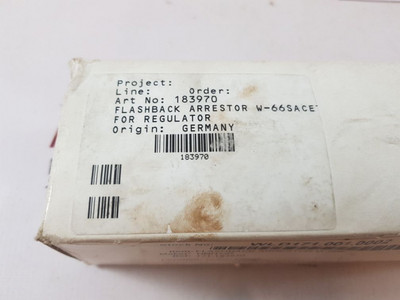 Project:
Line: Order:
Art No: 183970
FLASHBACK ARRESTOR W-66SACET
FOR REGULATOR
Origin: GERMANY
183970